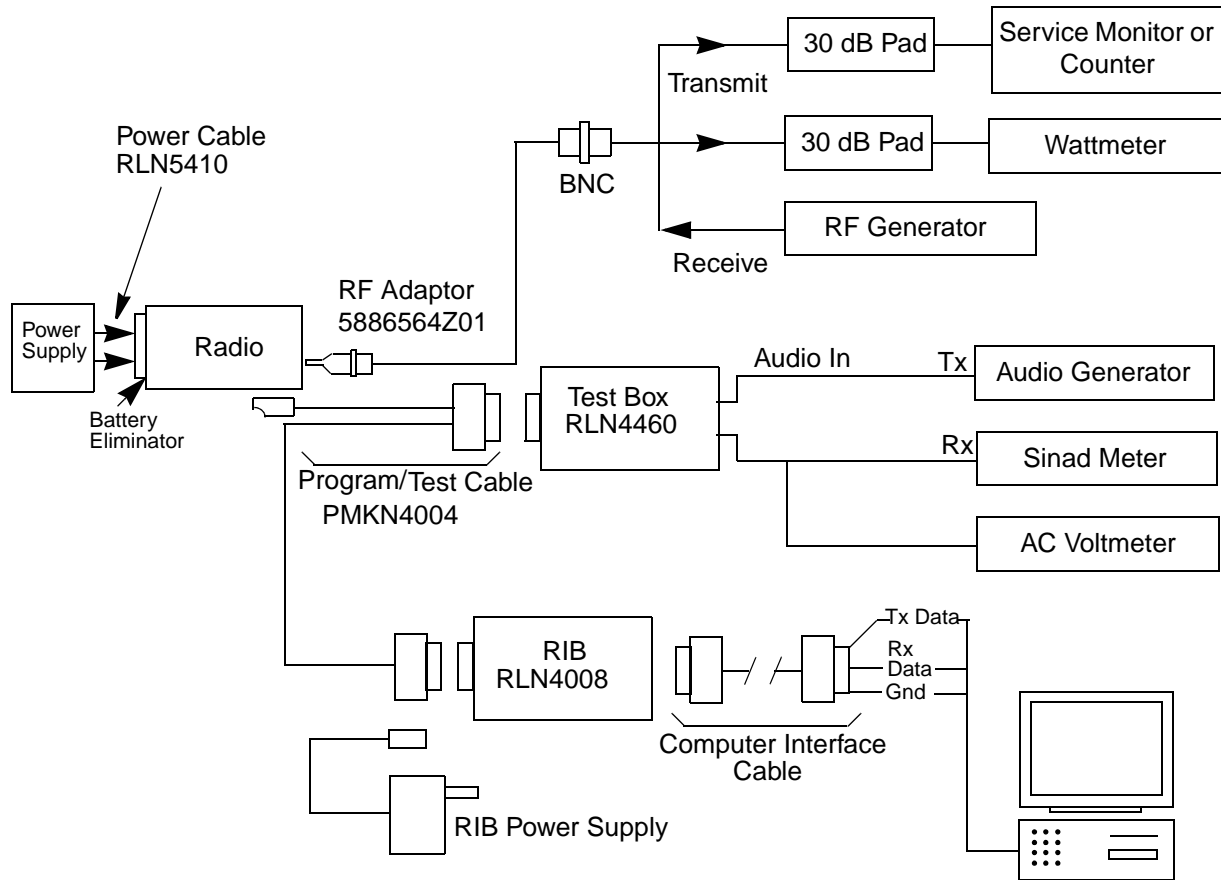 30 dB Pad
Service Monitor or
Counter
Transmit
Power Cable
RLN5410
30 dB Pad
Wattmeter
BNC
RF Generator
Receive
RF Adaptor
5886564Z01
Power
Supply
Radio
Battery
Eliminator
Audio In
Tx
Audio Generator
Test Box
RLN4460
Rx
Sinad Meter
Program/Test Cable
PMKN4004
AC Voltmeter
Tx Data
Rx
Data
Gnd
RIB
RLN4008
Computer Interface
Cable
RIB Power Supply